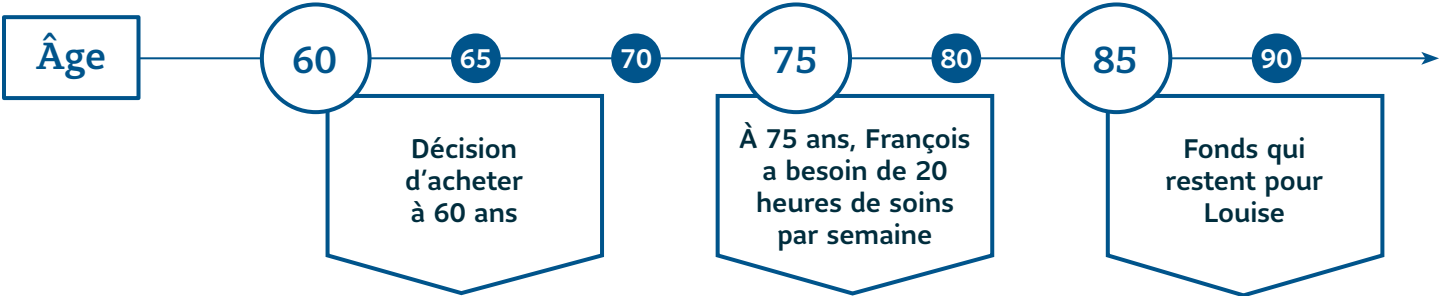 Âge
60
65
70
75
80
85
90
Décision
d'acheter
à 60 ans
À 75 ans, François
a besoin de 20
heures de soins
par semaine
Fonds qui
restent pour
Louise